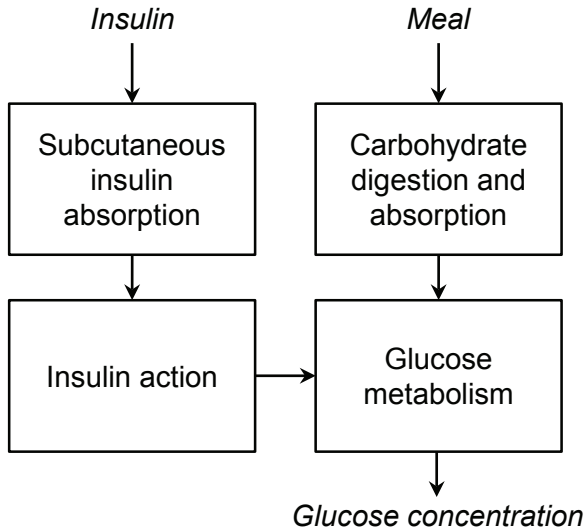 Insulin
Meal
Subcutaneous
insulin
absorption
Carbohydrate
digestion and
absorption
Insulin action
Glucose
metabolism
Glucose concentration